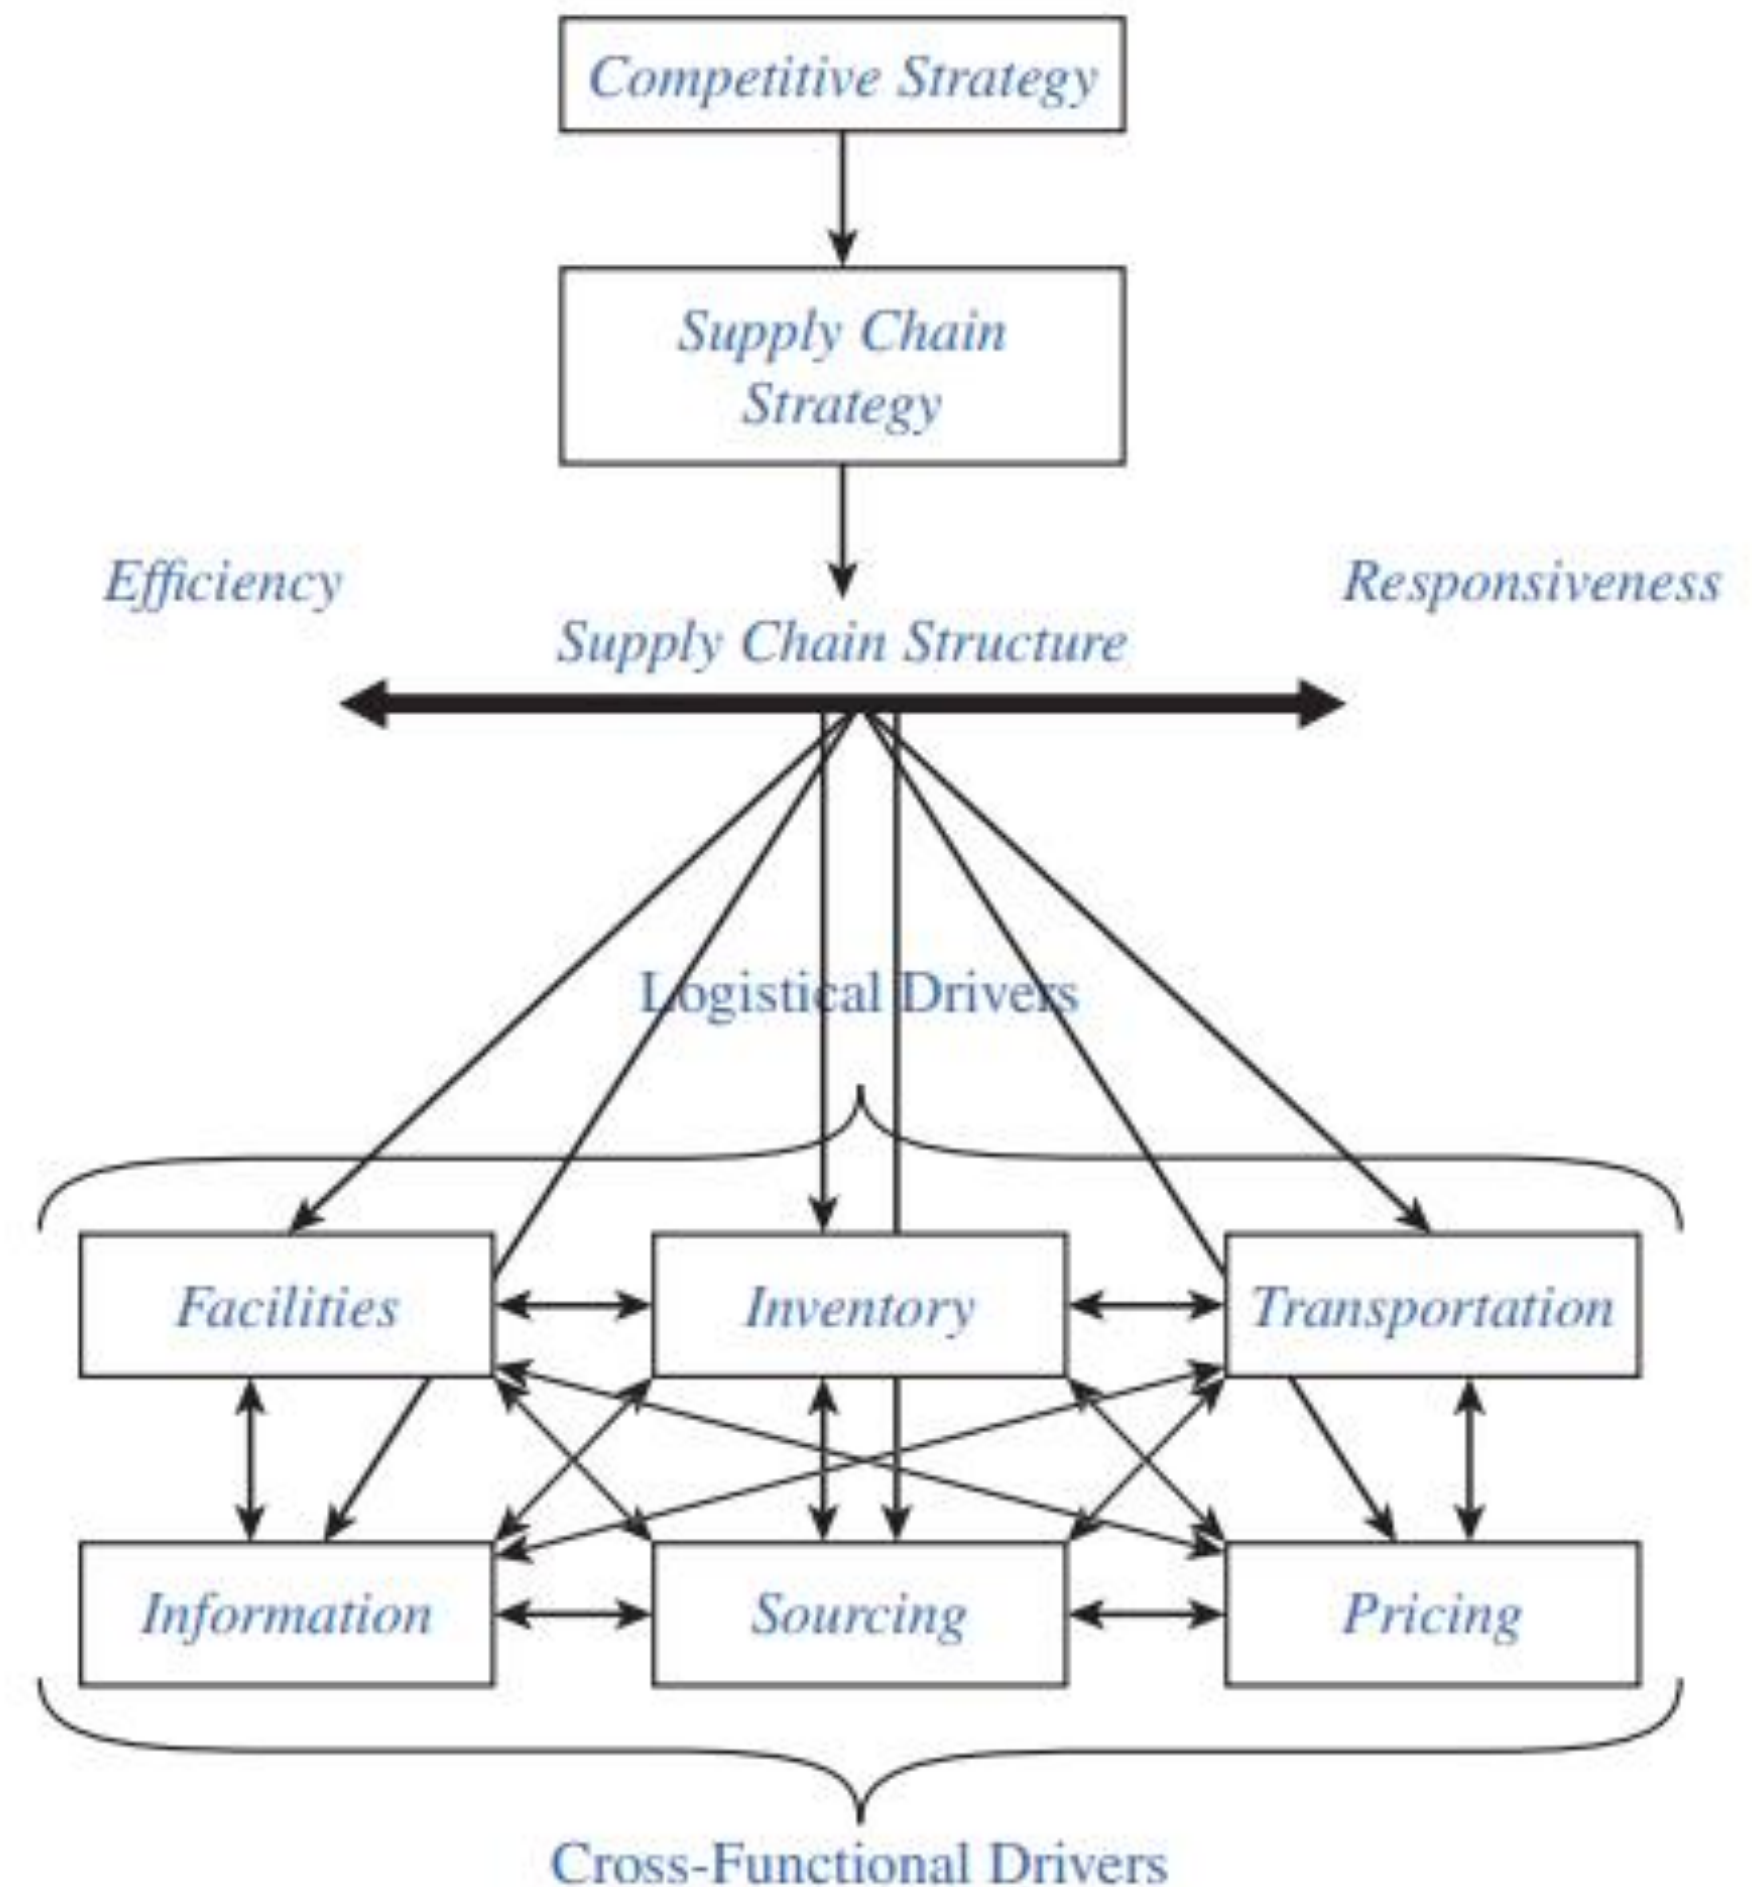 Competitive Strategy
Supply Chain
Strategy
Efficiency
Responsiveness
Supply Chain Structure
Logistical Drivers
Facilities
Inventory
Transportation
Information
Sourcing
Pricing
Cross-Functional Drivers